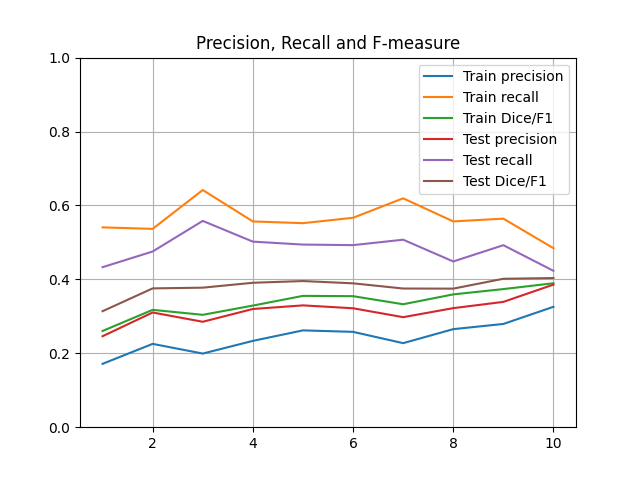 Precision, Recall and F-measure
1.0
0.8
0.6
0.4
0.2
0.0
2
4
6
8
10
Train precision
Train recall
Train Dice/F1
Test precision
Test recall
Test Dice/F1